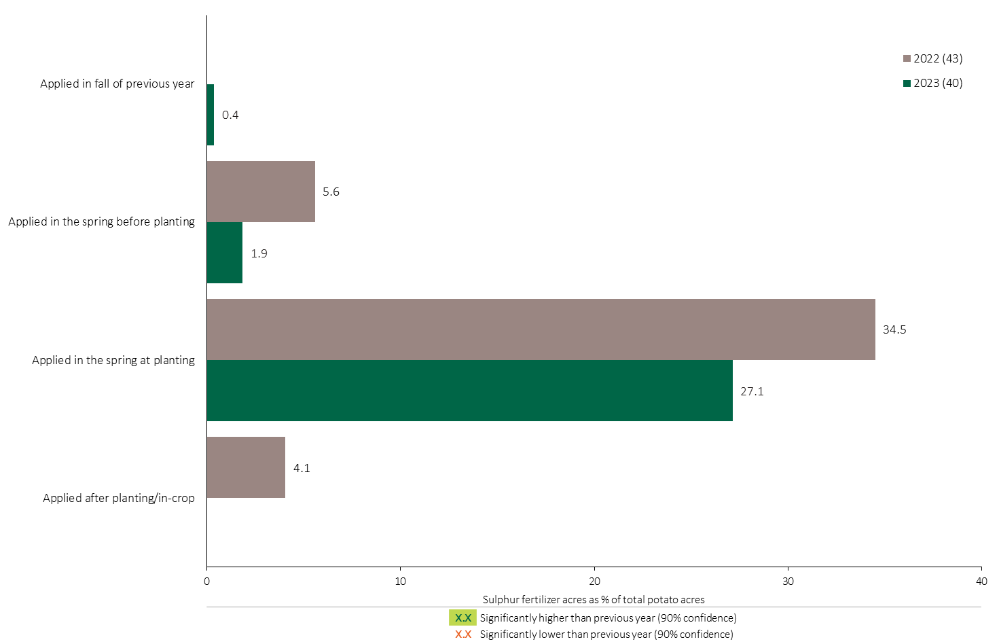 2022 (43)
2023 (40)
Applied in fall of previous year
0.4
5.6
Applied in the spring before planting
1.9
34.5
Applied in the spring at planting
27.1
4.1
Applied after planting/in-crop
0 10 20 30 40
Sulphur fertilizer acres as % of total potato acres
X.X Significantly higher than previous year (90% confidence)
X.X Significantly lower than previous year (90% confidence)